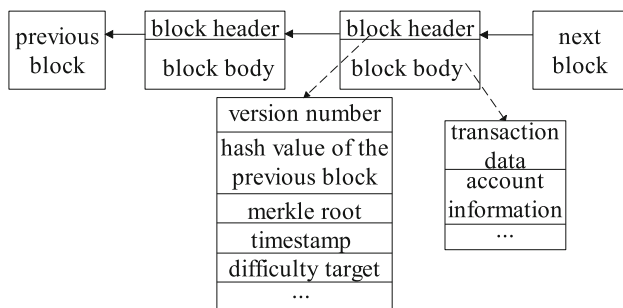 previous
block
block header
block body
block header
block body
next
block
version number
hash value of the
previous block
merkle root
timestamp
difficulty target
...
transaction
data
account
information
...